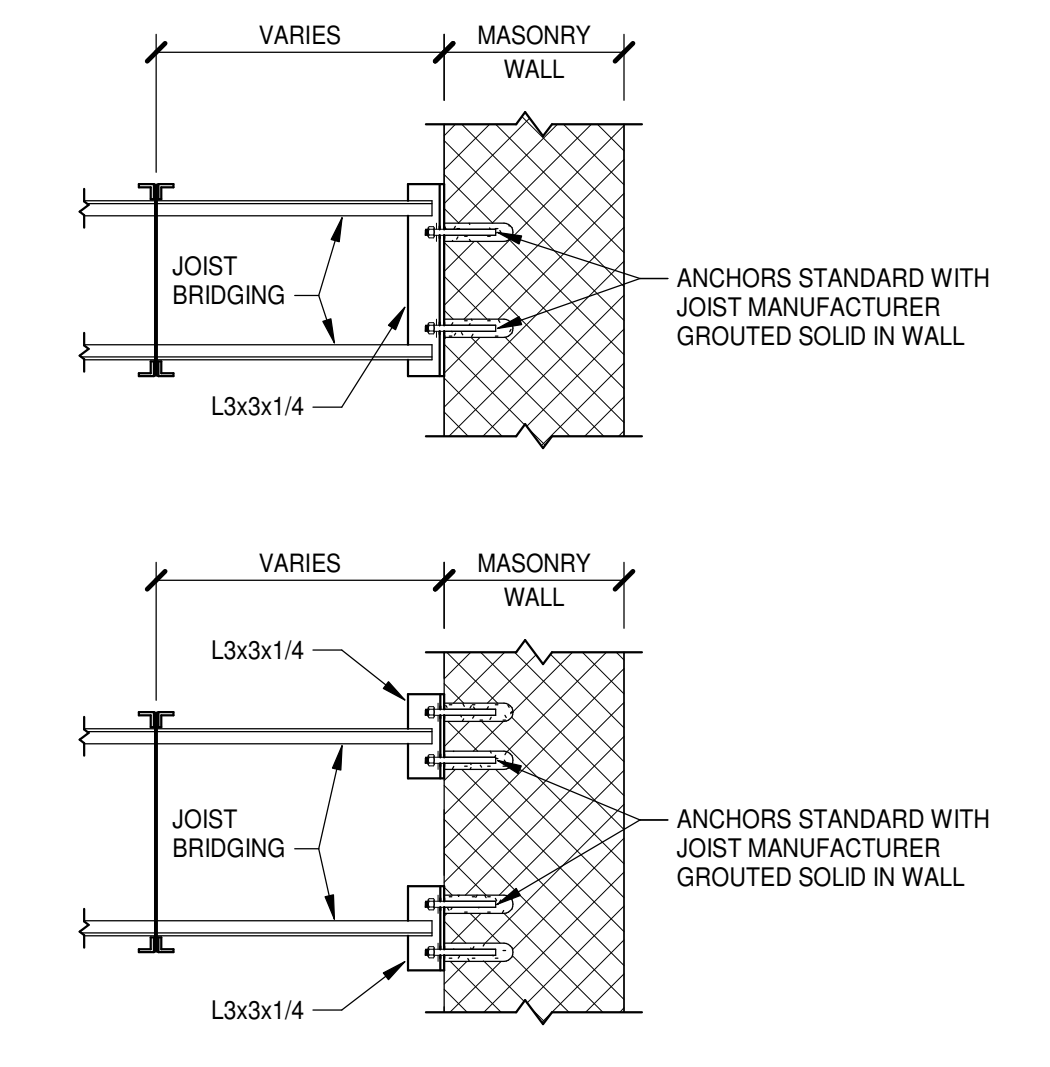 VARIES
MASONRY
WALL
JOIST
BRIDGING
ANCHORS STANDARD WITH
JOIST MANUFACTURER
GROUTED SOLID IN WALL
L3x3x1/4
VARIES
MASONRY
WALL
L3x3x1/4
JOIST
BRIDGING
ANCHORS STANDARD WITH
JOIST MANUFACTURER
GROUTED SOLID IN WALL
L3x3x1/4